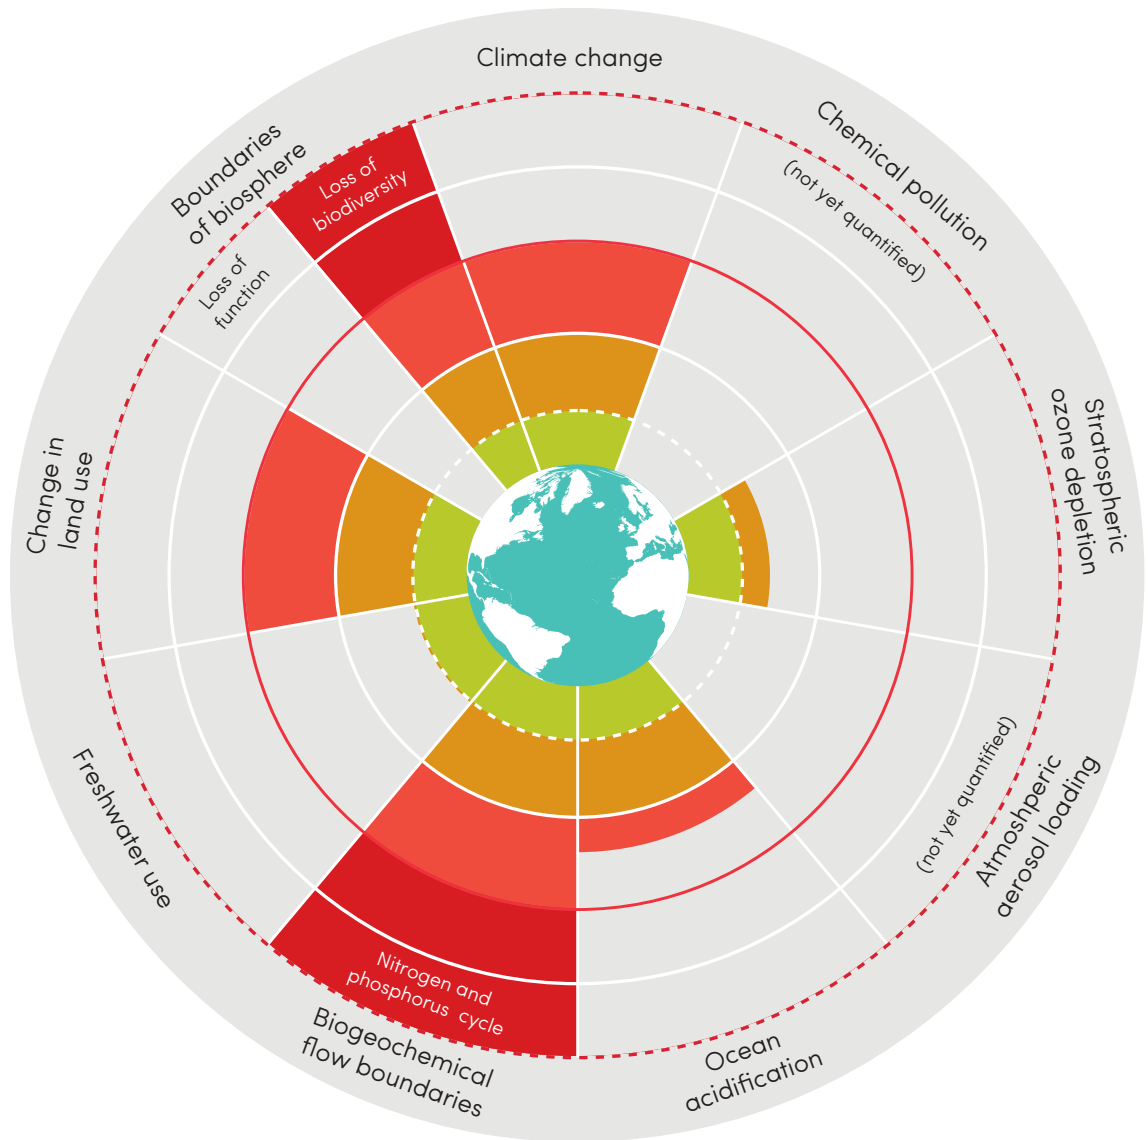 Climate change
Chemical pollution
(not yet quantified)
Stratospheric
ozone depletion
(not yet quantified)
Atmoshperic
aerosol loading
Ocean
acidification
Nitrogen and
phosphorus cycle
Biogeochemical
flow boundaries
Freshwater use
Change in
land use
Boundaries
of biosphere
Loss of
function
Loss of
biodiversity